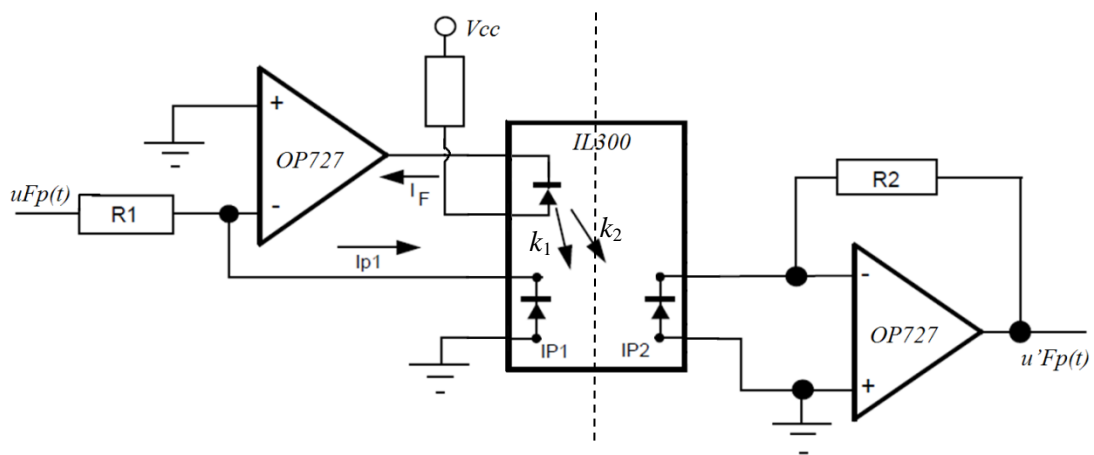 Vcc
+
OP727
-
uFp(t)
R1
I F
Ip1
IL300
k1
k2
IP1
IP2
R2
-
OP727
+
u’Fp(t)